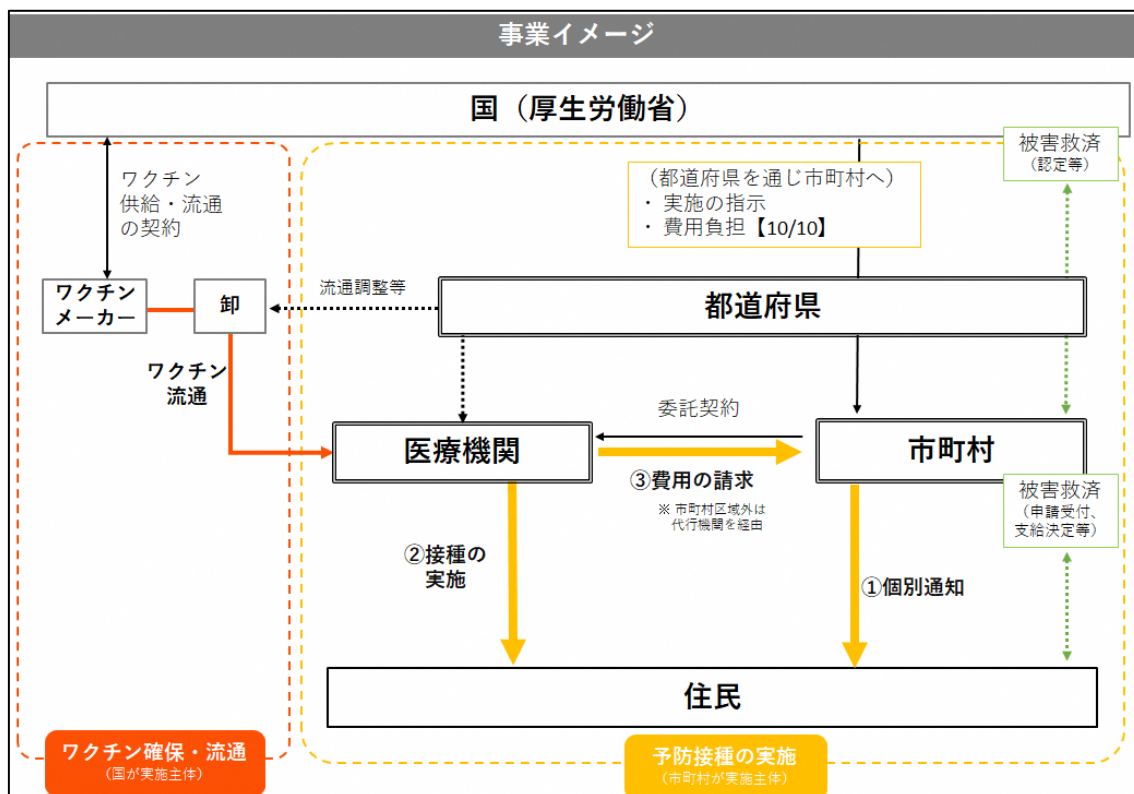 事業イメージ
国（厚生労働省）
ワクチン
供給・流通
の契約
（都道府県を通じ市町村へ）
・ 実施の指示
・ 費用負担【10/10】
被害救済
（認定等）
ワクチン
メーカー
卸
流通調整等
都道府県
ワクチン
流通
委託契約
医療機関
市町村
③費用の請求
※ 市町村区域外は
代行機関を経由
被害救済
（申請受付、
支給決定等）
②接種の
実施
①個別通知
住民
ワクチン確保・流通
（国が実施主体）
予防接種の実施
（市町村が実施主体）